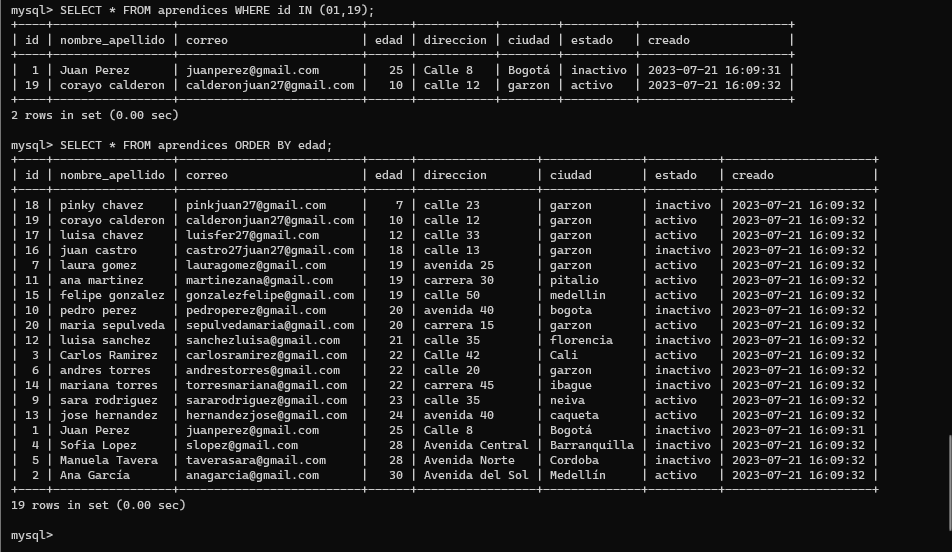 mysql> SELECT * FROM aprendices WHERE id IN (01,19);
+----+-----------------+--------------------------+------+-----------+--------+----------+---------------------+
| id | nombre_apellido | correo                   | edad | direccion | ciudad | estado   | creado              |
+----+-----------------+--------------------------+------+-----------+--------+----------+---------------------+
|  1 | Juan Perez      | juanperez@gmail.com      |   25 | Calle 8   | Bogotá | inactivo | 2023-07-21 16:09:31 |
| 19 | corayo calderon | calderonjuan27@gmail.com |   10 | calle 12  | garzon | activo   | 2023-07-21 16:09:32 |
+----+-----------------+--------------------------+------+-----------+--------+----------+---------------------+
2 rows in set (0.00 sec)

mysql> SELECT * FROM aprendices ORDER BY edad;
+----+-----------------+--------------------------+------+-----------------+--------------+----------+---------------------+
| id | nombre_apellido | correo                   | edad | direccion       | ciudad       | estado   | creado              |
+----+-----------------+--------------------------+------+-----------------+--------------+----------+---------------------+
| 18 | pinky chavez    | pinkjuan27@gmail.com     |    7 | calle 23        | garzon       | inactivo | 2023-07-21 16:09:32 |
| 19 | corayo calderon | calderonjuan27@gmail.com |   10 | calle 12        | garzon       | activo   | 2023-07-21 16:09:32 |
| 17 | luisa chavez    | luisfer27@gmail.com      |   12 | calle 33        | garzon       | activo   | 2023-07-21 16:09:32 |
| 16 | juan castro     | castro27juan27@gmail.com |   18 | calle 13        | garzon       | inactivo | 2023-07-21 16:09:32 |
|  7 | laura gomez     | lauragomez@gmail.com     |   19 | avenida 25      | garzon       | activo   | 2023-07-21 16:09:32 |
| 11 | ana martinez    | martinezana@gmail.com    |   19 | carrera 30      | pitalio      | activo   | 2023-07-21 16:09:32 |
| 15 | felipe gonzalez | gonzalezfelipe@gmail.com |   19 | calle 50        | medellin     | activo   | 2023-07-21 16:09:32 |
| 10 | pedro perez     | pedroperez@gmail.com     |   20 | avenida 40      | bogota       | inactivo | 2023-07-21 16:09:32 |
| 20 | maria sepulveda | sepulvedamaria@gmail.com |   20 | carrera 15      | garzon       | activo   | 2023-07-21 16:09:32 |
| 12 | luisa sanchez   | sanchezluisa@gmail.com   |   21 | calle 35        | florencia    | inactivo | 2023-07-21 16:09:32 |
|  3 | Carlos Ramirez  | carlosramirez@gmail.com  |   22 | Calle 42        | Cali         | activo   | 2023-07-21 16:09:32 |
|  6 | andres torres   | andrestorres@gmail.com   |   22 | calle 20        | garzon       | inactivo | 2023-07-21 16:09:32 |
| 14 | mariana torres  | torresmariana@gmail.com  |   22 | carrera 45      | ibague       | inactivo | 2023-07-21 16:09:32 |
|  9 | sara rodriguez  | sararodriguez@gmail.com  |   23 | calle 35        | neiva        | activo   | 2023-07-21 16:09:32 |
| 13 | jose hernandez  | hernandezjose@gmail.com  |   24 | avenida 40      | caqueta      | activo   | 2023-07-21 16:09:32 |
|  1 | Juan Perez      | juanperez@gmail.com      |   25 | Calle 8         | Bogotá       | inactivo | 2023-07-21 16:09:31 |
|  4 | Sofia Lopez     | slopez@gmail.com         |   28 | Avenida Central | Barranquilla | inactivo | 2023-07-21 16:09:32 |
|  5 | Manuela Tavera  | taverasara@gmail.com     |   28 | Avenida Norte   | Cordoba      | inactivo | 2023-07-21 16:09:32 |
|  2 | Ana García      | anagarcia@gmail.com      |   30 | Avenida del Sol | Medellín     | activo   | 2023-07-21 16:09:32 |
+----+-----------------+--------------------------+------+-----------------+--------------+----------+---------------------+
19 rows in set (0.00 sec)

mysql>